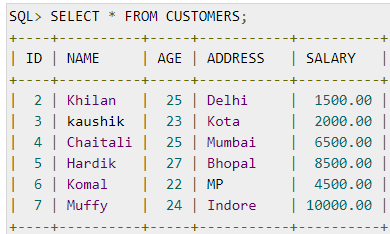 SQL> SELECT * FROM CUSTOMERS;
+----+----------+-----+-----------+----------+
| ID | NAME     | AGE | ADDRESS   | SALARY   |
+----+----------+-----+-----------+----------+
|  2 | Khilan   |  25 | Delhi     |  1500.00 |
|  3 | kaushik  |  23 | Kota      |  2000.00 |
|  4 | Chaitali |  25 | Mumbai    |  6500.00 |
|  5 | Hardik   |  27 | Bhopal    |  8500.00 |
|  6 | Komal    |  22 | MP        |  4500.00 |
|  7 | Muffy    |  24 | Indore    | 10000.00 |
+----+----------+-----+-----------+----------+